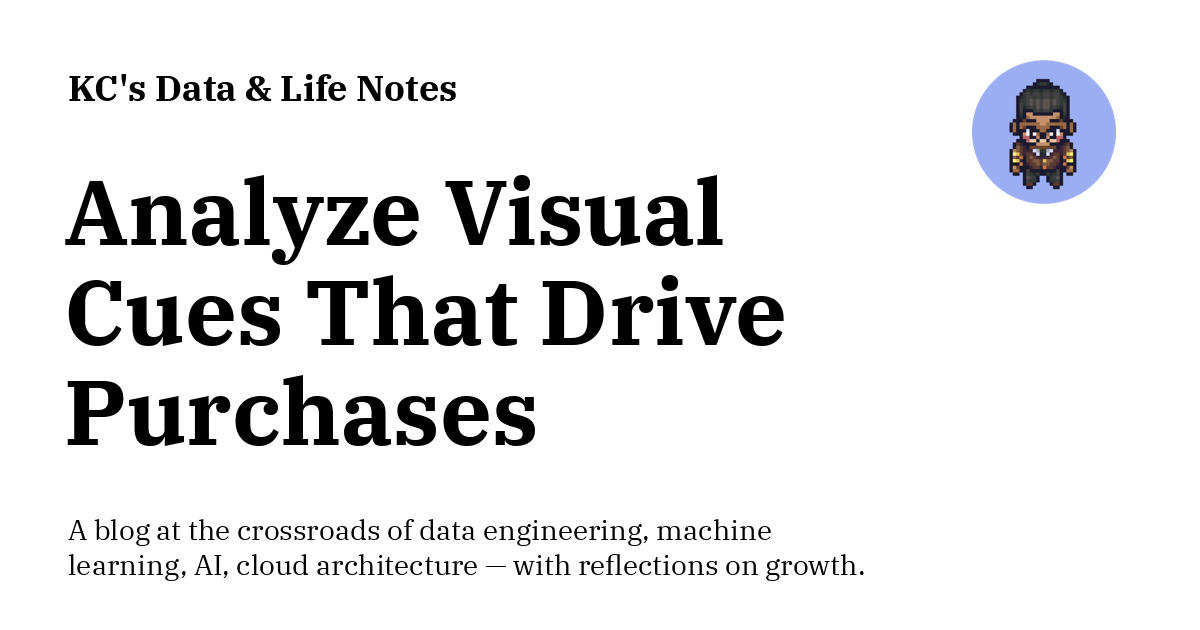 KC's Data & Life Notes
Analyze Visual
Cues That Drive
Purchases
A blog at the crossroads of data engineering, machine
learning, AI, cloud architecture — with reflections on growth.